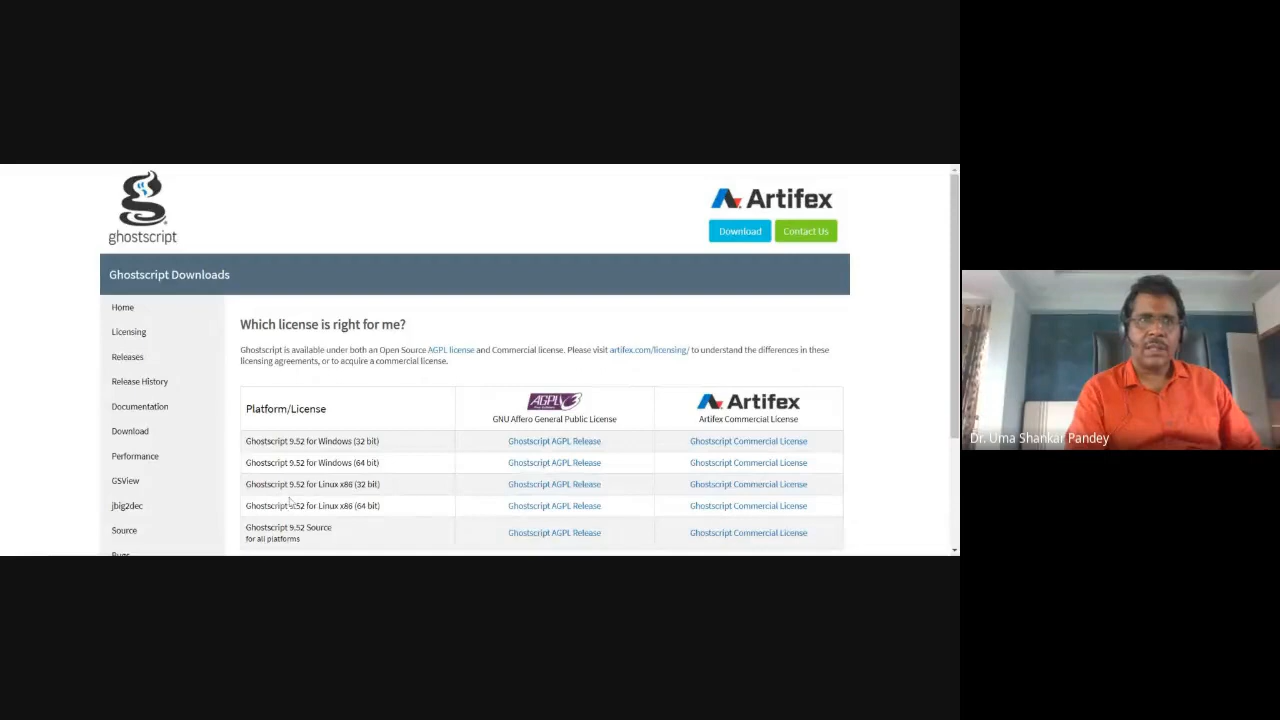 ghostscript
Artifex
Download
Contact Us
Ghostscript Downloads
Home
Licensing
Releases
Release History
Documentation
Download
Performance
GSView
jbig2dec
Source
Bugs
Which license is right for me?
Ghostscript is available under both an Open Source AGPL license and Commercial license. Please visit artifex.com/licensing/ to understand the differences in these
licensing agreements, or to acquire a commercial license.
Platform/License
AGPL3
GNU Affero General Public License
Artifex
Artifex Commercial License
Ghostscript 9.52 for Windows (32 bit) Ghostscript AGPL Release Ghostscript Commercial License
Ghostscript 9.52 for Windows (64 bit) Ghostscript AGPL Release Ghostscript Commercial License
Ghostscript 9.52 for Linux x86 (32 bit) Ghostscript AGPL Release Ghostscript Commercial License
Ghostscript 9.52 for Linux x86 (64 bit) Ghostscript AGPL Release Ghostscript Commercial License
Ghostscript 9.52 Source
for all platforms
Ghostscript AGPL Release Ghostscript Commercial License
Dr. Uma Shankar Pandey